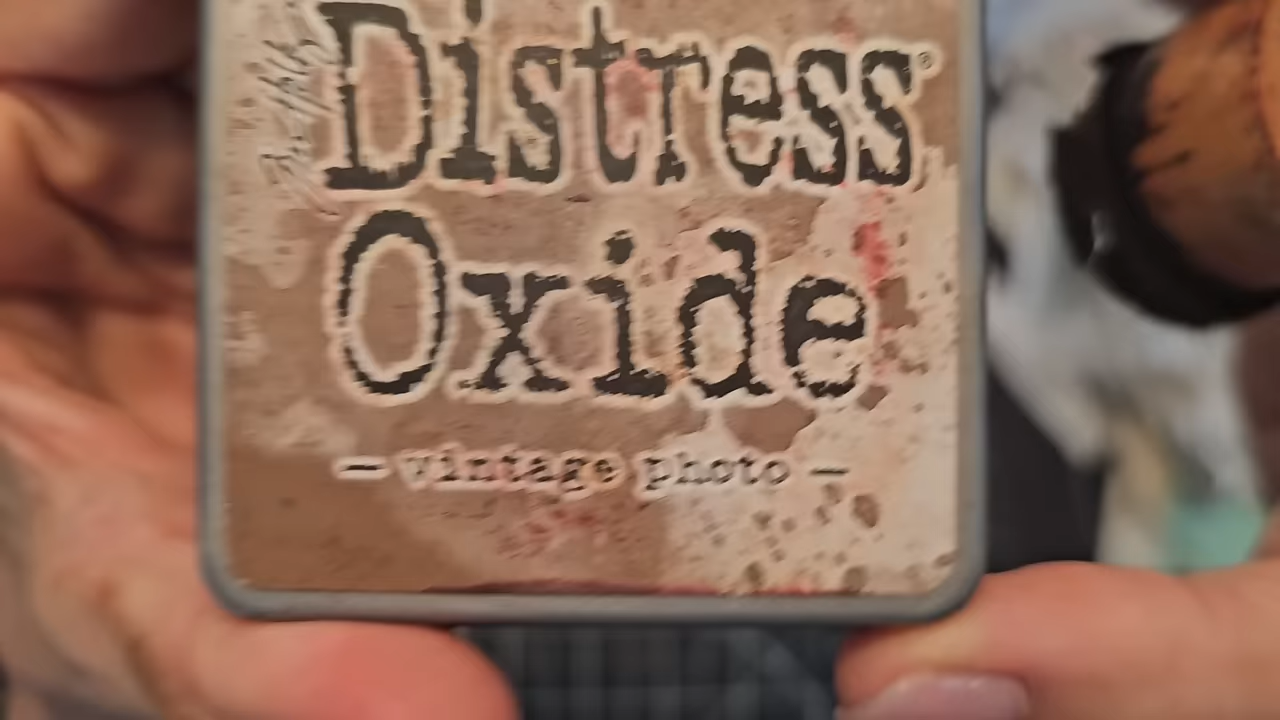 Distress®
Oxide
— vintage photo —